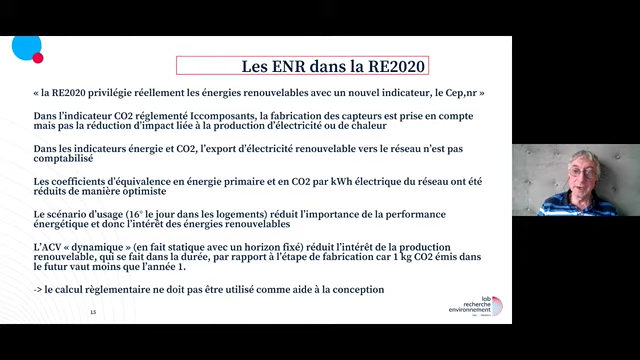 Les ENR dans la RE2020
« la RE2020 privilégie réellement les énergies renouvelables avec un nouvel indicateur, le Cep,nr »
Dans l'indicateur CO2 réglementé Iccomposants, la fabrication des capteurs est prise en compte
mais pas la réduction d'impact liée à la production d'électricité ou de chaleur
Dans les indicateurs énergie et CO2, l'export d'électricité renouvelable vers le réseau n'est pas
comptabilisé
Les coefficients d'équivalence en énergie primaire et en CO2 par kWh électrique du réseau ont été
réduits de manière optimiste
Le scénario d'usage (16° le jour dans les logements) réduit l'importance de la performance
énergétique et donc l'intérêt des énergies renouvelables
L'ACV « dynamique » (en fait statique avec un horizon fixé) réduit l'intérêt de la production
renouvelable, qui se fait dans la durée, par rapport à l'étape de fabrication car 1 kg CO2 émis dans
le futur vaut moins que l'année 1.
-> le calcul règlementaire ne doit pas être utilisé comme aide à la conception
lab
recherche
environnement